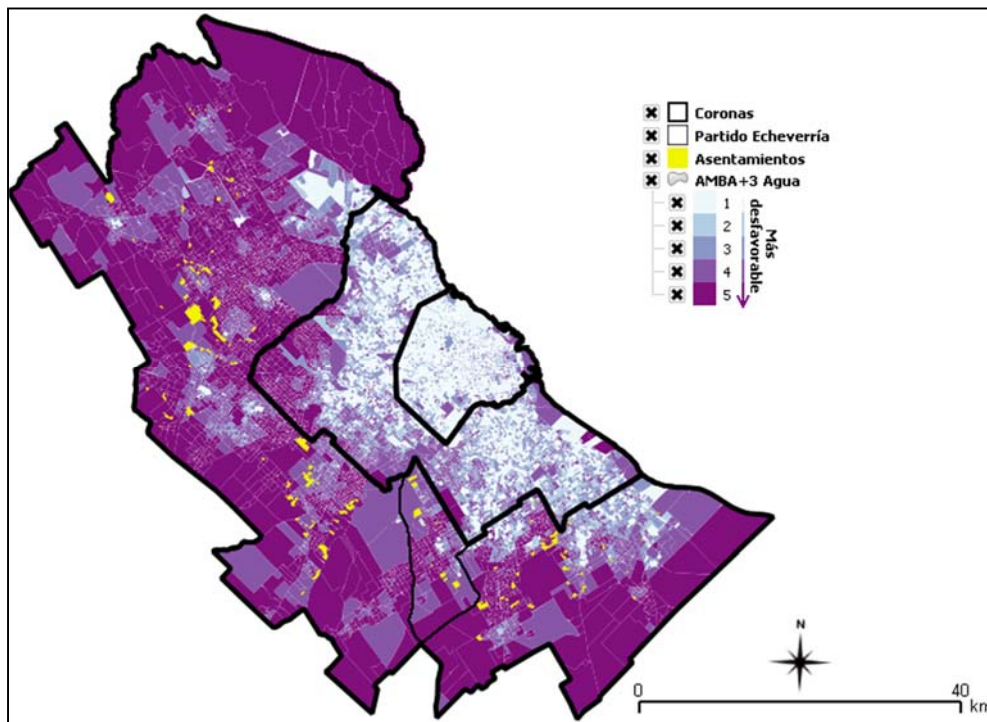 Coronas
Partido Echeverría
Asentamientos
AMBA+3 Agua
1
2
3
4
5
Más
desfavorable
N
0
40
km